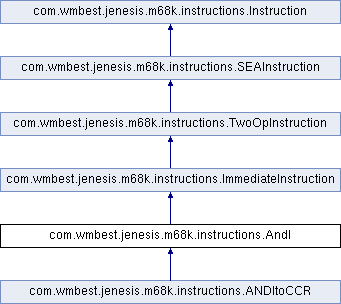 com.wmbest.jenesis.m68k.instructions.Instruction
com.wmbest.jenesis.m68k.instructions.SEAInstruction
com.wmbest.jenesis.m68k.instructions.TwoOpInstruction
com.wmbest.jenesis.m68k.instructions.ImmediateInstruction
com.wmbest.jenesis.m68k.instructions.AndI
com.wmbest.jenesis.m68k.instructions.ANDItoCCR